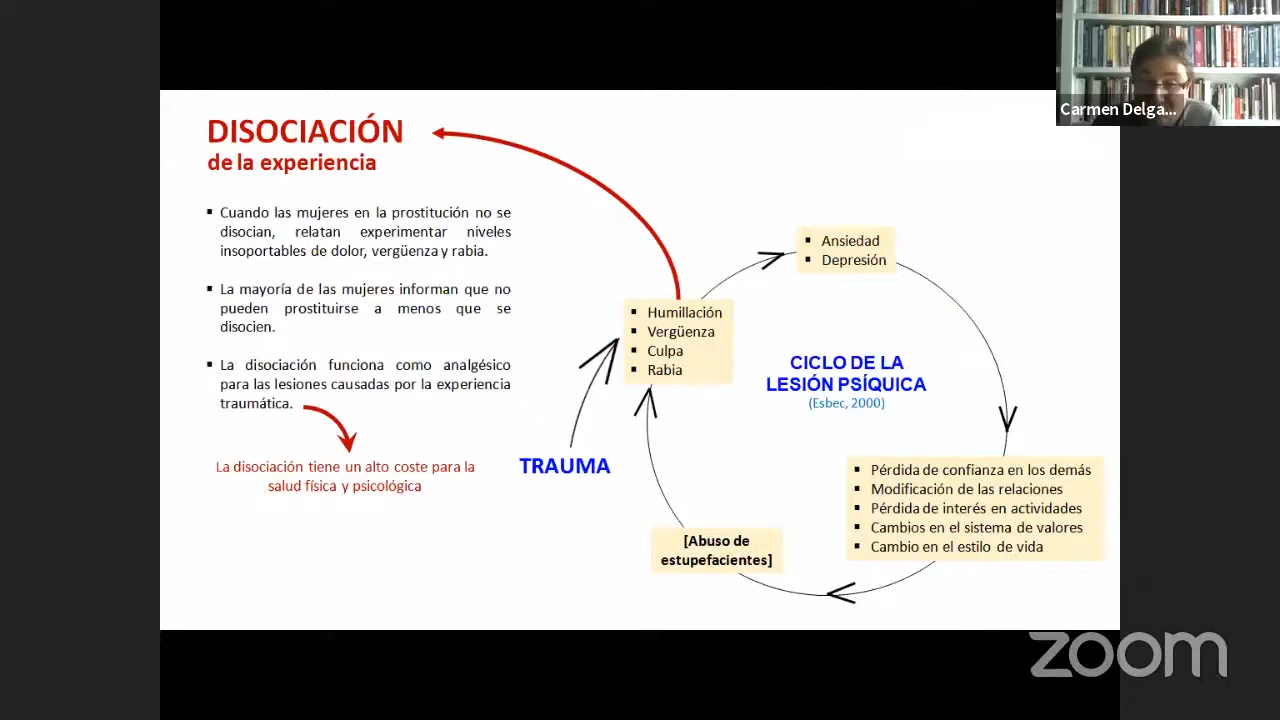 Carmen Delga...
DISOCIACIÓN
de la experiencia
▪ Cuando las mujeres en la prostitución no se
disocian, relatan experimentar niveles
insoportables de dolor, vergüenza y rabia.
▪ La mayoría de las mujeres informan que no
pueden prostituirse a menos que se
disocien.
▪ La disociación funciona como analgésico
para las lesiones causadas por la experiencia
traumática.
La disociación tiene un alto coste para la
salud física y psicológica
TRAUMA
▪ Humillación
▪ Vergüenza
▪ Culpa
▪ Rabia
▪ Ansiedad
▪ Depresión
CICLO DE LA
LESIÓN PSÍQUICA
(Esbec, 2000)
▪ Pérdida de confianza en los demás
▪ Modificación de las relaciones
▪ Pérdida de interés en actividades
▪ Cambios en el sistema de valores
▪ Cambio en el estilo de vida
[Abuso de
estupefacientes]
zoom